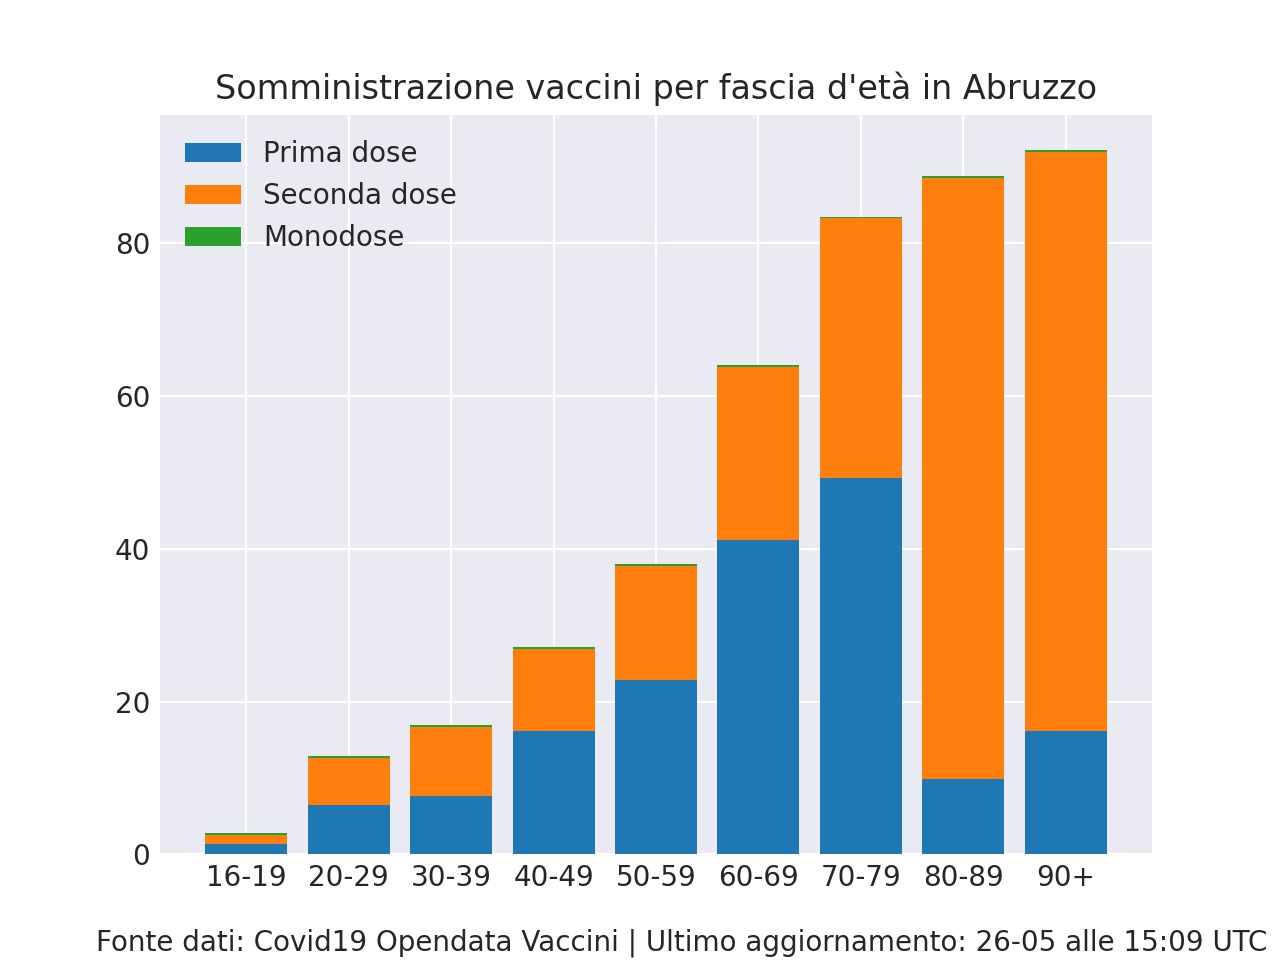 Somministrazione vaccini per fascia d'età in Abruzzo
Prima dose
Seconda dose
Monodose
80
60
40
20
0
16-19 20-29 30-39 40-49 50-59 60-69 70-79 80-89 90+
Fonte dati: Covid19 Opendata Vaccini | Ultimo aggiornamento: 26-05 alle 15:09 UTC